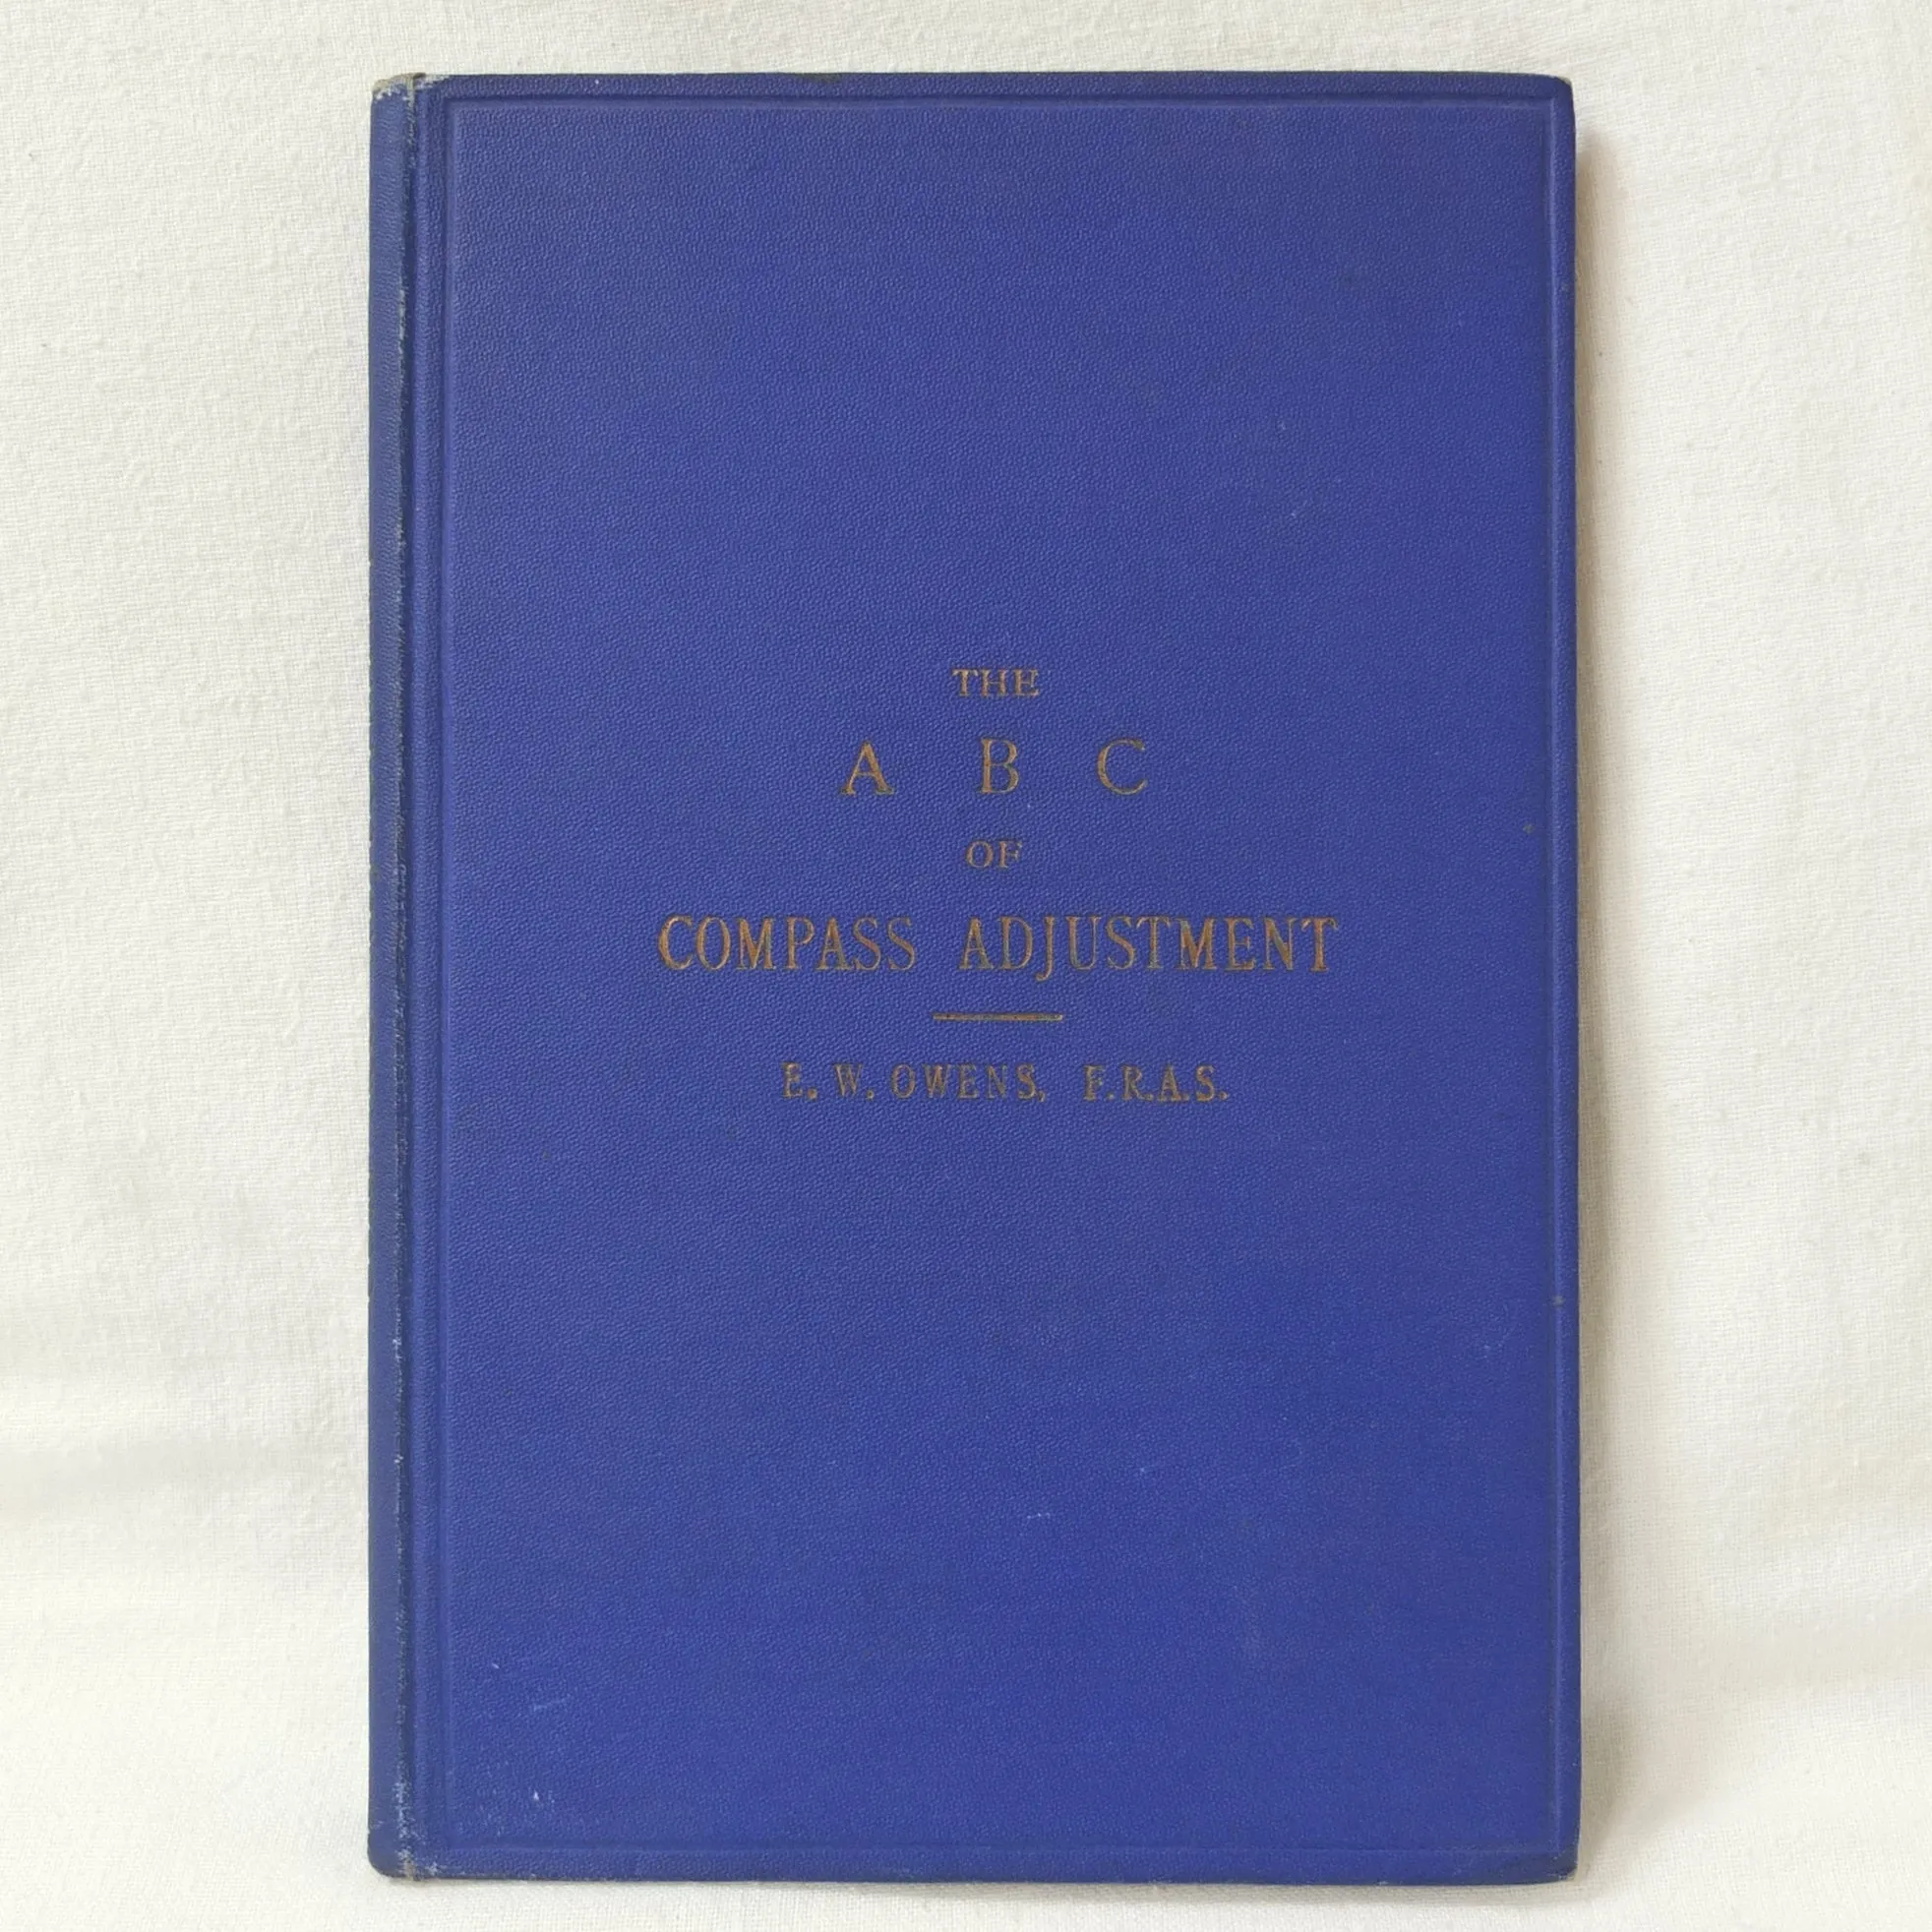 THE
A B C
OF
COMPASS ADJUSTMENT
E. W. OWENS, F.R.A.S.